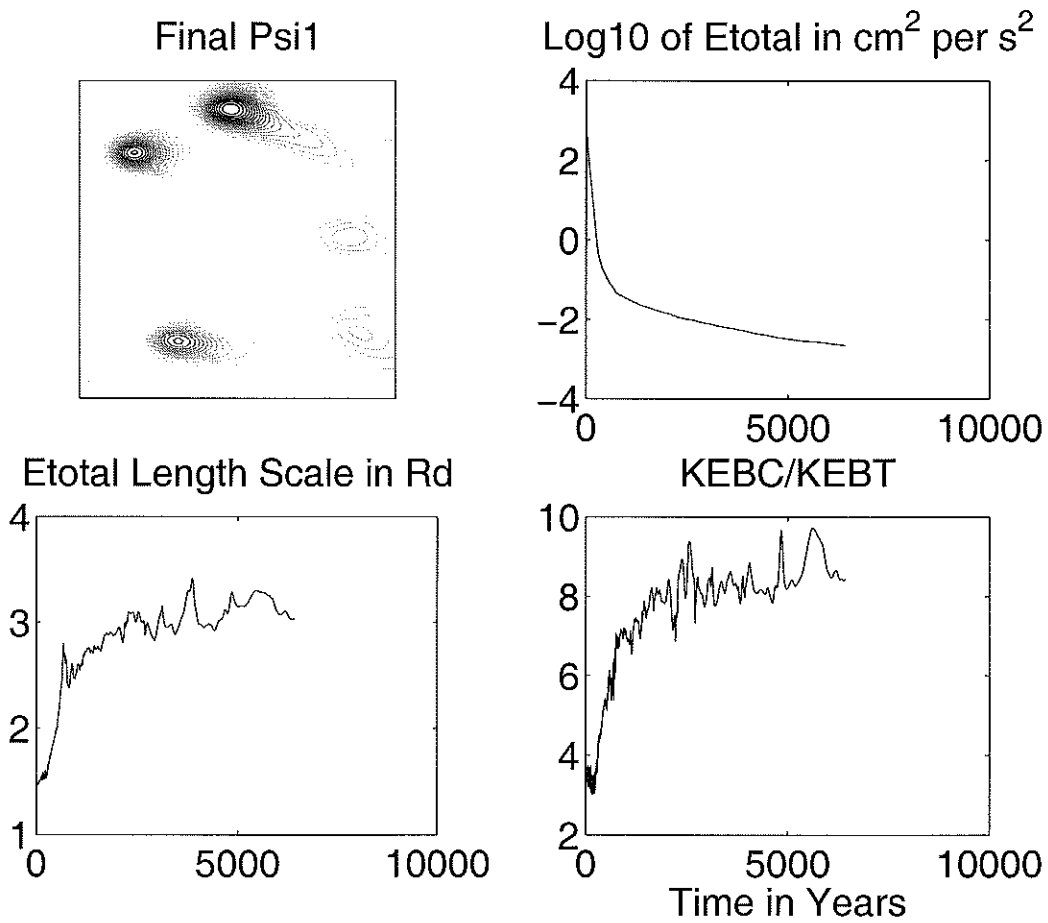 Final Psi1
Log10 of Etotal in cm² per s²
4
2
0
−2
−4
0 5000 10000
Etotal Length Scale in Rd
4
3
2
1
0 5000 10000
KEBC/KEBT
10
8
6
4
2
0 5000 10000
Time in Years